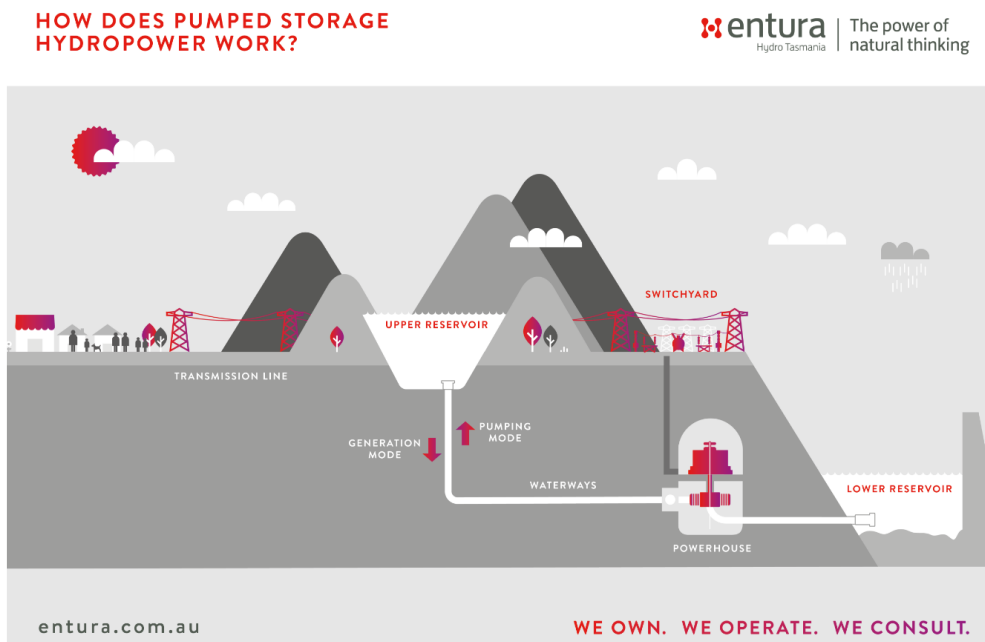 HOW DOES PUMPED STORAGE
HYDROPOWER WORK?
entura
Hydro Tasmania
The power of
natural thinking
SWITCHYARD
UPPER RESERVOIR
TRANSMISSION LINE
GENERATION
MODE
PUMPING
MODE
WATERWAYS
LOWER RESERVOIR
POWERHOUSE
entura.com.au
WE OWN. WE OPERATE. WE CONSULT.